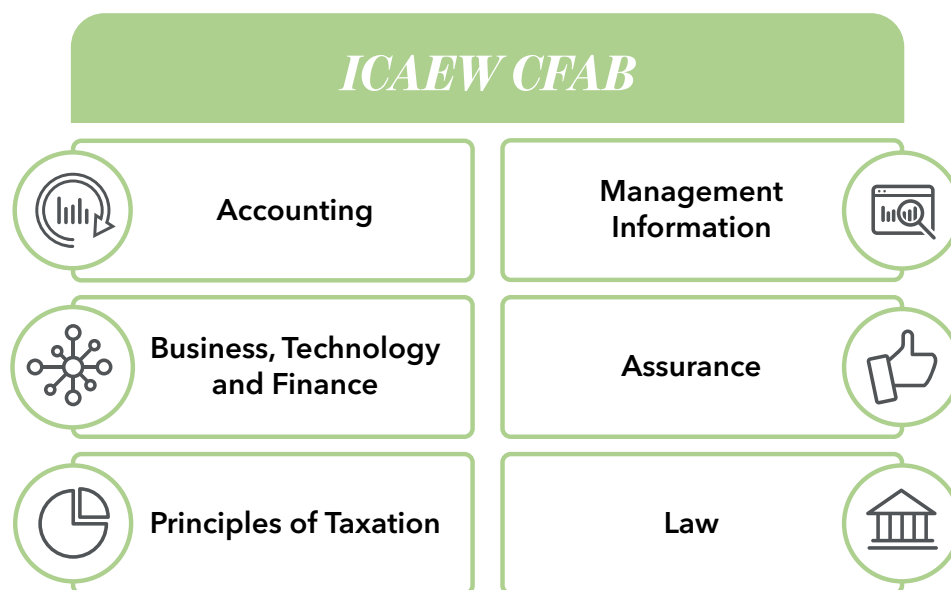 ICAEW CFAB
Accounting
Management
Information
Business, Technology
and Finance
Assurance
Principles of Taxation
Law